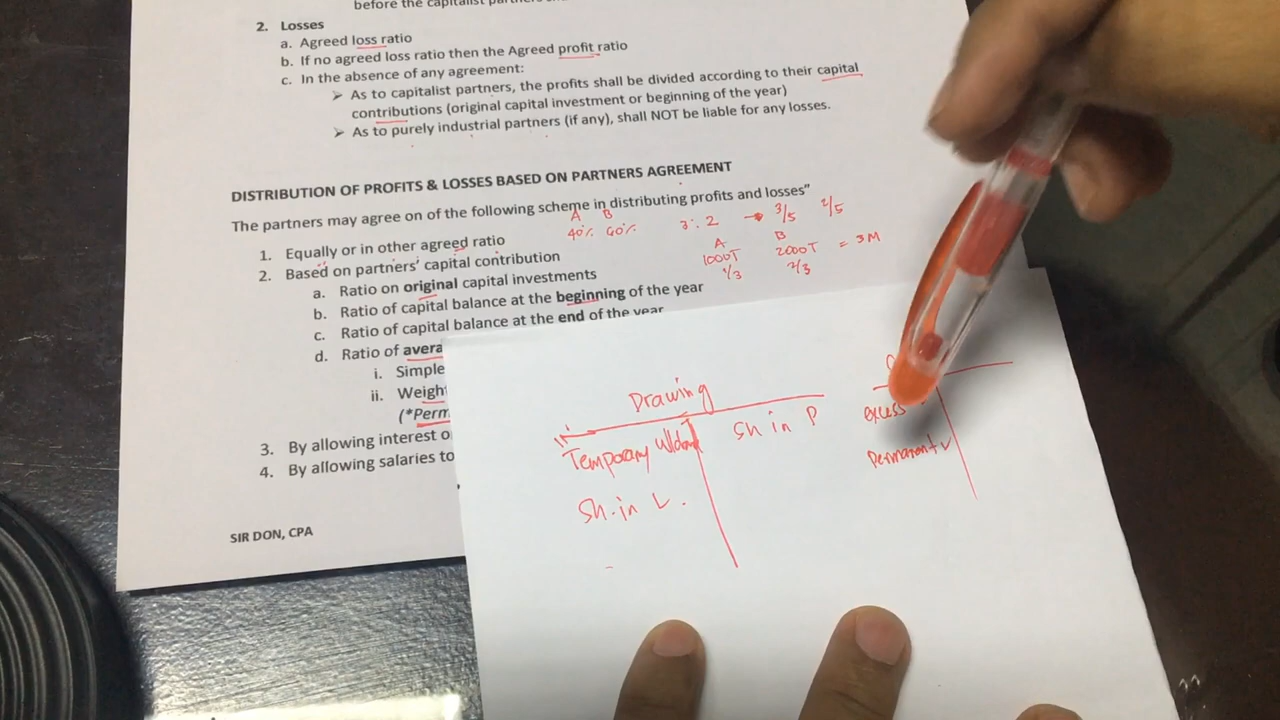 before the capitalist
2. Losses
a. Agreed loss ratio
b. If no agreed loss ratio then the Agreed profit ratio
c. In the absence of any agreement:
➢ As to capitalist partners, the profits shall be divided according to their capital
contributions (original capital investment or beginning of the year)
➢ As to purely industrial partners (if any), shall NOT be liable for any losses.
DISTRIBUTION OF PROFITS & LOSSES BASED ON PARTNERS AGREEMENT
The partners may agree on of the following scheme in distributing profits and losses"
A B
40% 60% 3:2 → 3/5 2/5
1. Equally or in other agreed ratio
A B
1000T 2000T = 3M
1/3 2/3
2. Based on partners' capital contribution
a. Ratio on original capital investments
b. Ratio of capital balance at the beginning of the year
c. Ratio of capital balance at the end of the year
d. Ratio of avera
i. Simple
ii. Weigh
(*Perm
3. By allowing interest o
4. By allowing salaries to
SIR DON, CPA
Drawing
Temporary Sh in P
Sh. in L.
excess
Permanent